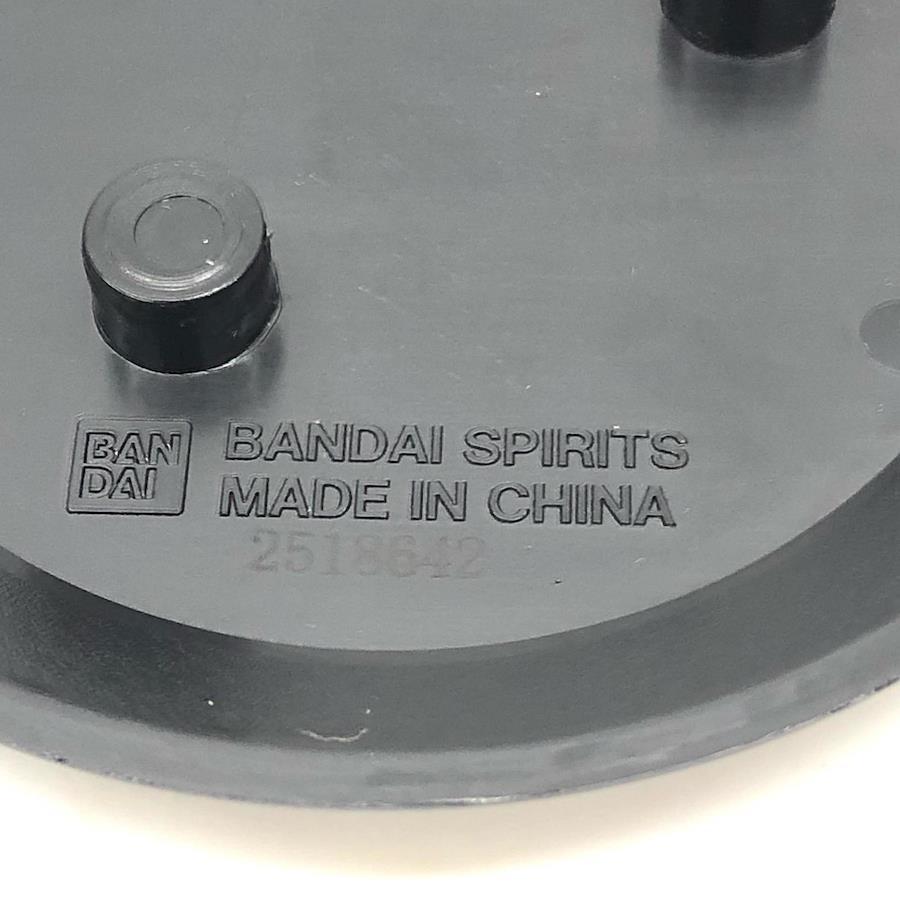 BAN
DAI
BANDAI SPIRITS
MADE IN CHINA
2518642